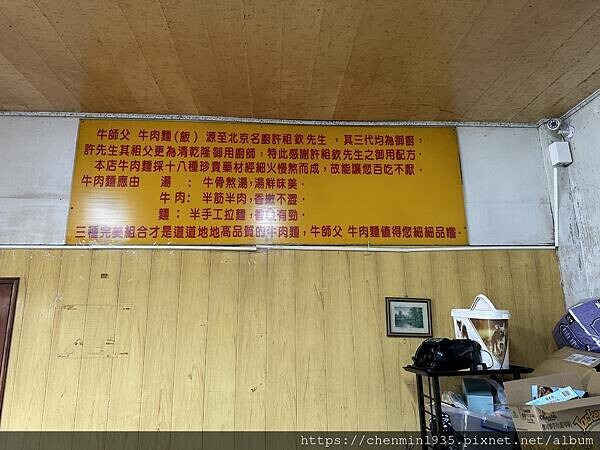 牛師父 牛肉麵(飯) 源至北京名廚許祖欽先生，其三代均為御廚，
許先生其祖父更為清乾隆御用廚師，特此感謝許祖欽先生之御用配方.
本店牛肉麵採十八種珍貴藥材經細火慢熬而成，故能讓您百吃不厭.
牛肉麵應由 湯 ： 牛骨熬湯，湯鮮味美.
牛肉： 半筋半肉，香嫩不澀.
麵： 半手工拉麵，香Q有勁.
三種完美組合才是道道地地高品質的牛肉麵，牛師父 牛肉麵值得您細細品嚐.
https://chenmin1935.pixnet.net/album